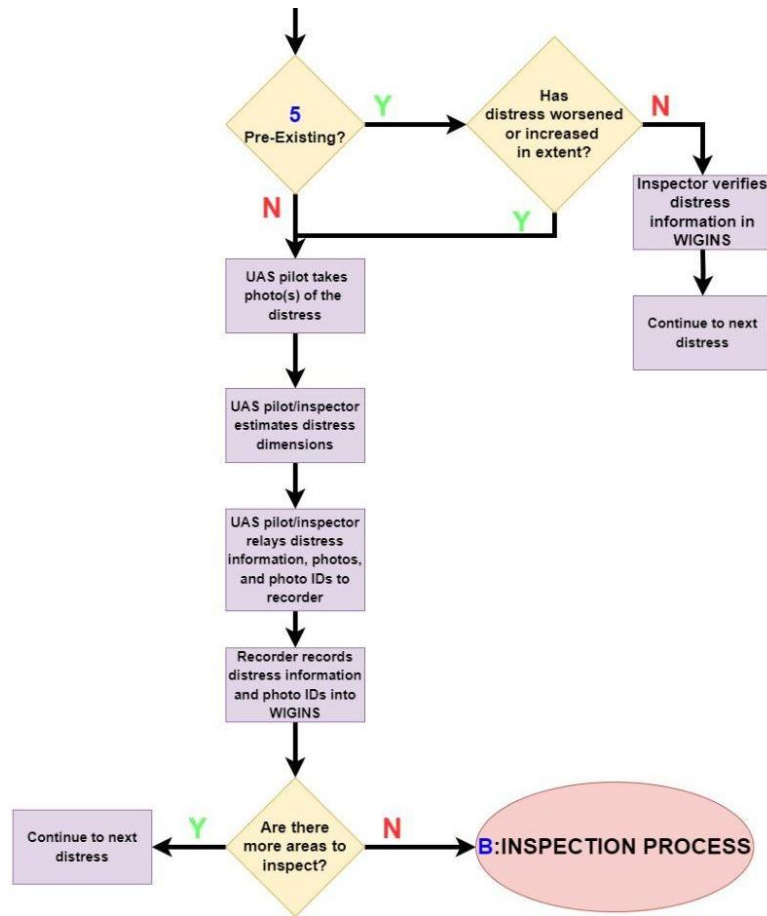 5
Pre-Existing?
Y
Has
distress worsened
or increased
in extent?
N
Inspector verifies
distress
information in
WIGINS
Continue to next
distress
N
Y
UAS pilot takes
photo(s) of the
distress
UAS pilot/inspector
estimates distress
dimensions
UAS pilot/inspector
relays distress
information, photos,
and photo IDs to
recorder
Recorder records
distress information
and photo IDs into
WIGINS
Are there
more areas to
inspect?
Y
Continue to next
distress
N
B:INSPECTION PROCESS